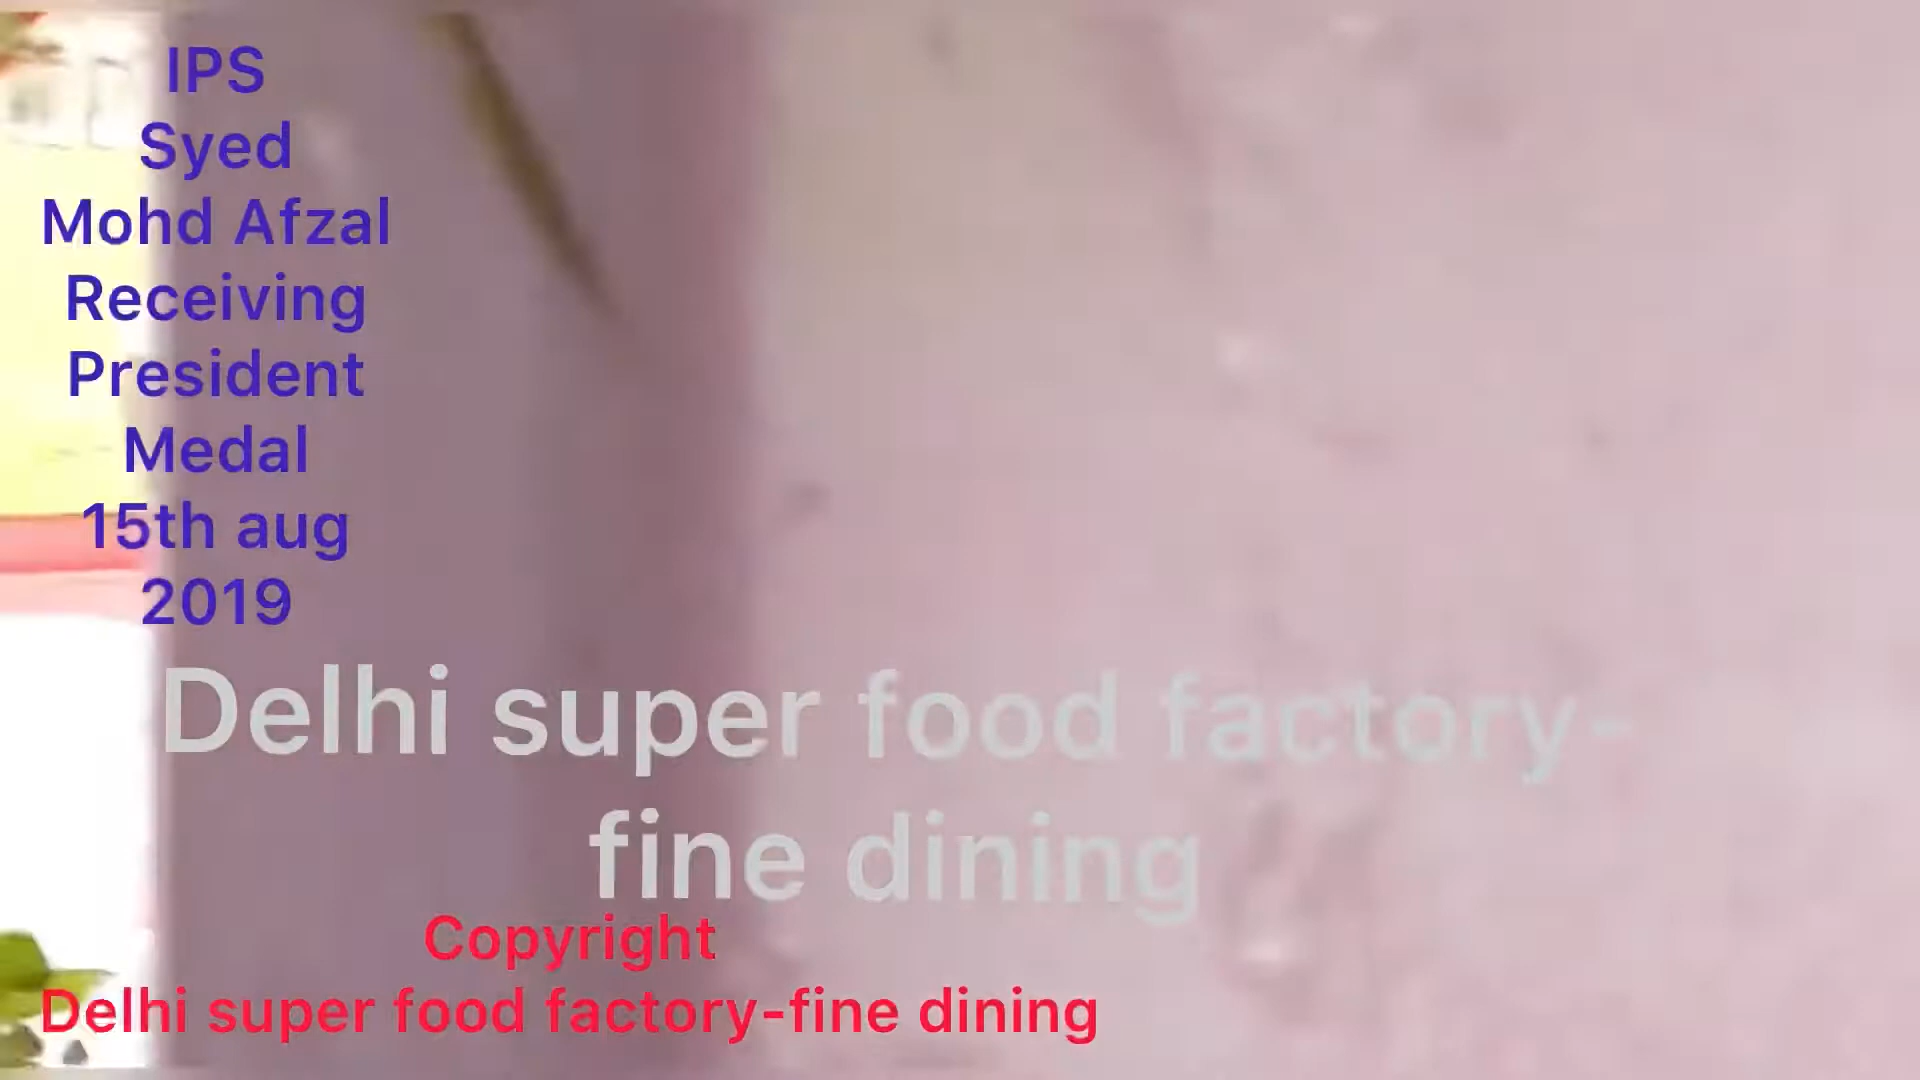 IPS
Syed
Mohd Afzal
Receiving
President
Medal
15th aug
2019
Delhi super food factory-
fine dining
Copyright
Delhi super food factory-fine dining